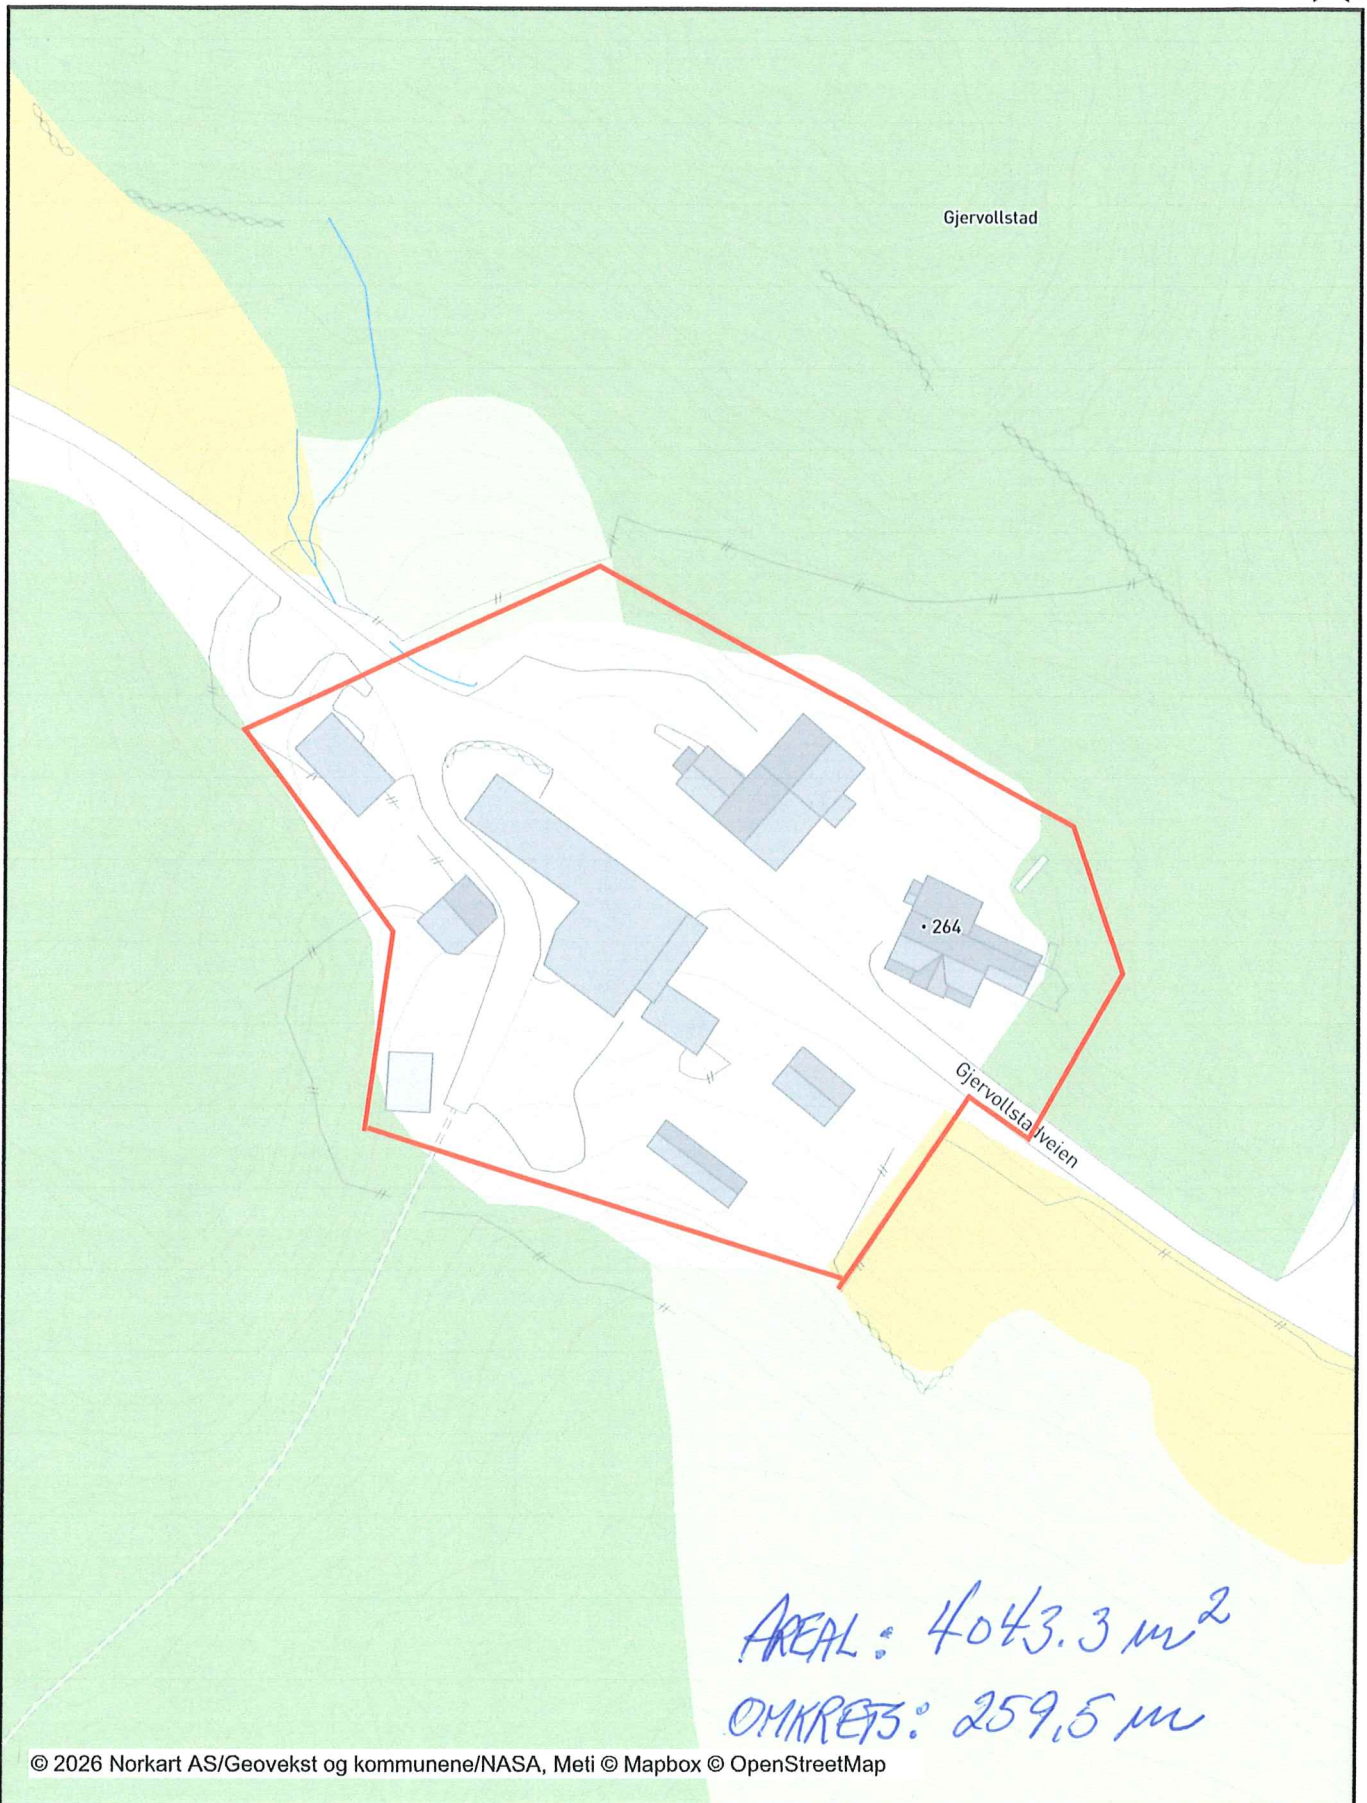 Gjervollstad
264
Gjervollstadveien
AREAL: 4043.3 m²
OMKRETS: 259,5 m
© 2026 Norkart AS/Geovekst og kommunene/NASA, Meti © Mapbox © OpenStreetMap